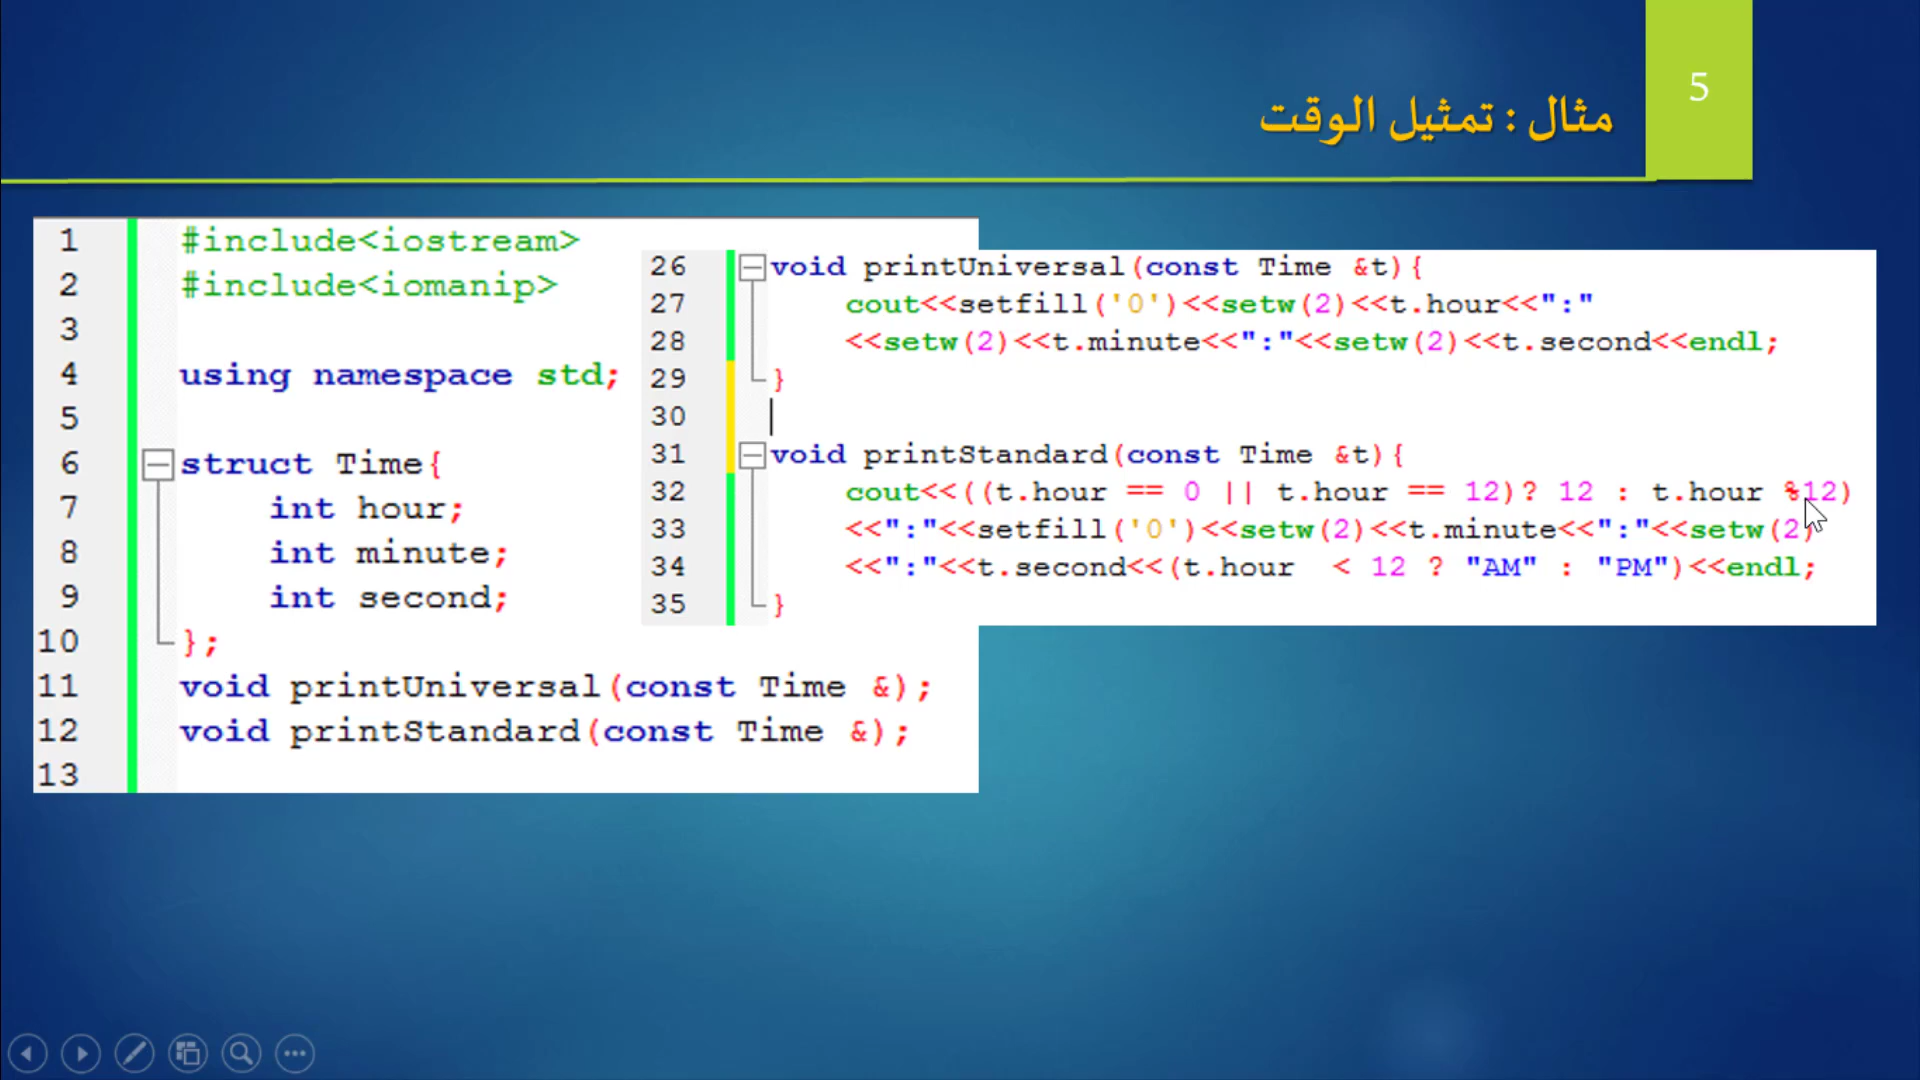 5
مثال : تمثيل الوقت
1 #include<iostream>
2 #include<iomanip>
3
4 using namespace std;
5
6 struct Time{
7 int hour;
8 int minute;
9 int second;
10 };
11 void printUniversal(const Time &);
12 void printStandard(const Time &);
13
26 void printUniversal(const Time &t){
27 cout<<setfill('0')<<setw(2)<<t.hour<<":"
28 <<setw(2)<<t.minute<<":"<<setw(2)<<t.second<<endl;
29 }
30
31 void printStandard(const Time &t){
32 cout<<((t.hour == 0 || t.hour == 12)? 12 : t.hour %12)
33 <<":"<<setfill('0')<<setw(2)<<t.minute<<":"<<setw(2)
34 <<":"<<t.second<<(t.hour < 12 ? "AM" : "PM")<<endl;
35 }